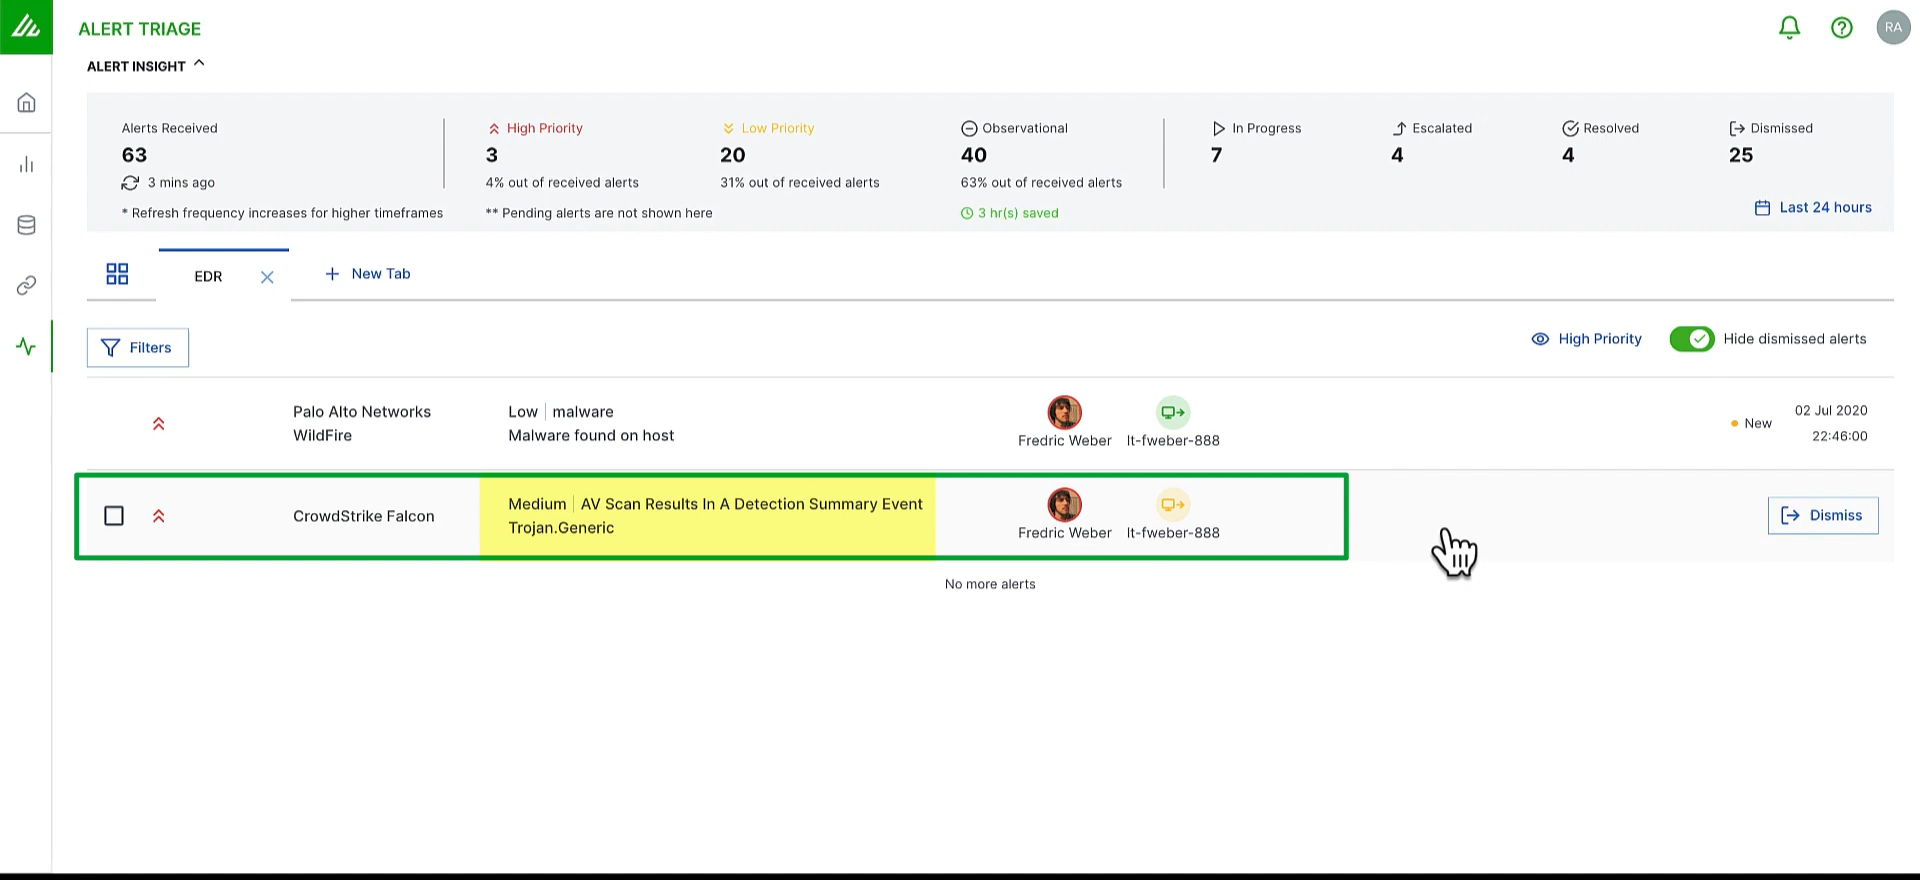 ALERT TRIAGE
RA
ALERT INSIGHT
Alerts Received
63
3 mins ago
* Refresh frequency increases for higher timeframes
High Priority
3
4% out of received alerts
** Pending alerts are not shown here
Low Priority
20
31% out of received alerts
Observational
40
63% out of received alerts
3 hr(s) saved
In Progress
7
Escalated
4
Resolved
4
Dismissed
25
Last 24 hours
EDR
New Tab
Filters
High Priority
Hide dismissed alerts
Palo Alto Networks
WildFire
Low malware
Malware found on host
Fredric Weber
lt-fweber-888
New
02 Jul 2020
22:46:00
CrowdStrike Falcon
Medium AV Scan Results In A Detection Summary Event
Trojan.Generic
Fredric Weber
lt-fweber-888
Dismiss
No more alerts